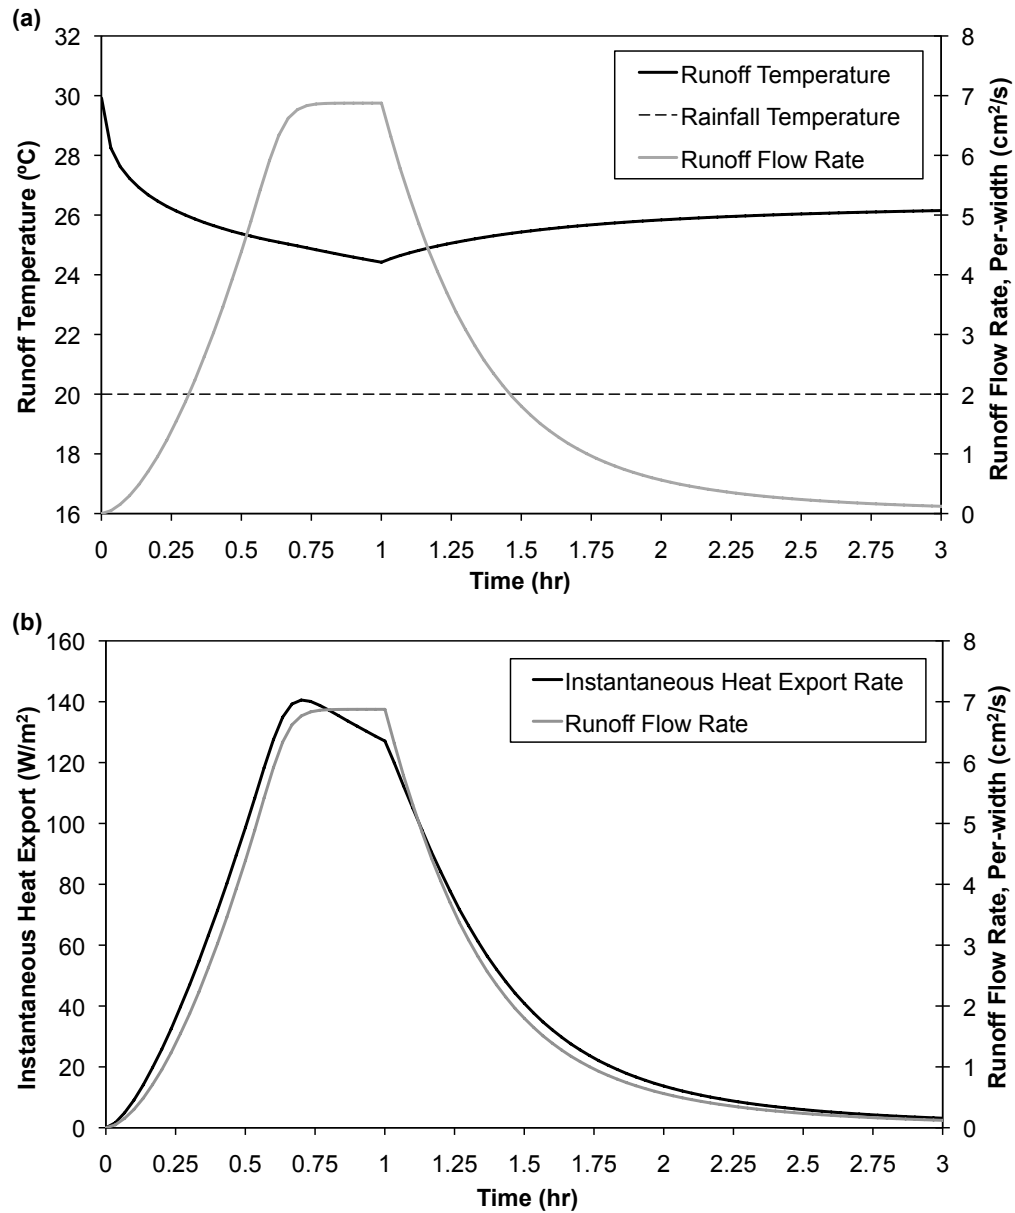 (a)
32
30
28
26
24
22
20
18
16
Runoff Temperature (ºC)
Runoff Temperature
Rainfall Temperature
Runoff Flow Rate
8
7
6
5
4
3
2
1
0
Runoff Flow Rate, Per-width (cm²/s)
0 0.25 0.5 0.75 1 1.25 1.5 1.75 2 2.25 2.5 2.75 3
Time (hr)
(b)
160
140
120
100
80
60
40
20
0
Instantaneous Heat Export (W/m²)
Instantaneous Heat Export Rate
Runoff Flow Rate
8
7
6
5
4
3
2
1
0
Runoff Flow Rate, Per-width (cm²/s)
0 0.25 0.5 0.75 1 1.25 1.5 1.75 2 2.25 2.5 2.75 3
Time (hr)